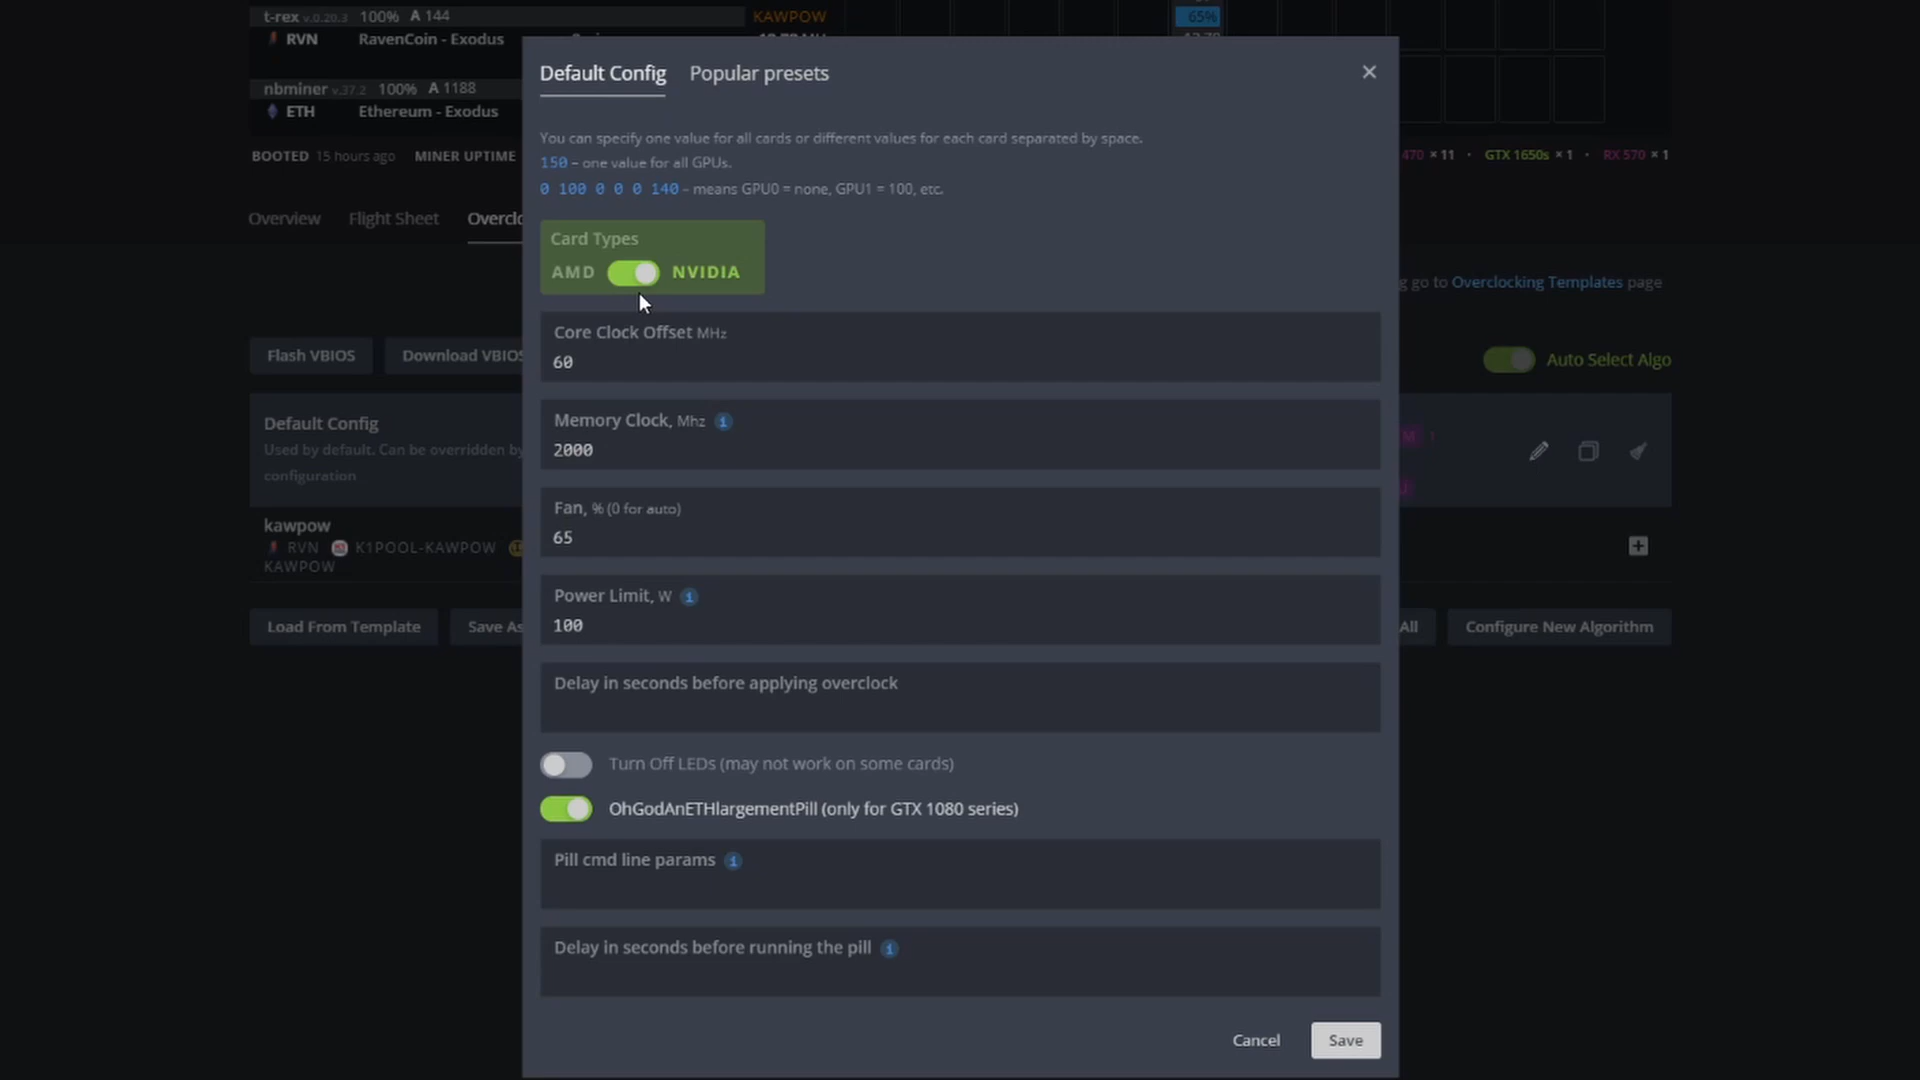 t-rex v.0.20.3 100% A 144 KAWPOW
65%
RVN RavenCoin - Exodus
nbminer v.37.2 100% A 1188
ETH Ethereum - Exodus
BOOTED 15 hours ago MINER UPTIME
470 × 11 · GTX 1650s × 1 · RX 570 × 1
Overview Flight Sheet Overclo
g go to Overclocking Templates page
Flash VBIOS Download VBIOS
Auto Select Algo
Default Config
Used by default. Can be overridden by
configuration
kawpow
RVN K1POOL-KAWPOW
KAWPOW
Load From Template Save As
All Configure New Algorithm
Default Config Popular presets
You can specify one value for all cards or different values for each card separated by space.
150 – one value for all GPUs.
0 100 0 0 0 140 – means GPU0 = none, GPU1 = 100, etc.
Card Types
AMD NVIDIA
Core Clock Offset MHz
60
Memory Clock, Mhz i
2000
Fan, % (0 for auto)
65
Power Limit, W i
100
Delay in seconds before applying overclock
Turn Off LEDs (may not work on some cards)
OhGodAnETHlargementPill (only for GTX 1080 series)
Pill cmd line params i
Delay in seconds before running the pill i
Cancel Save